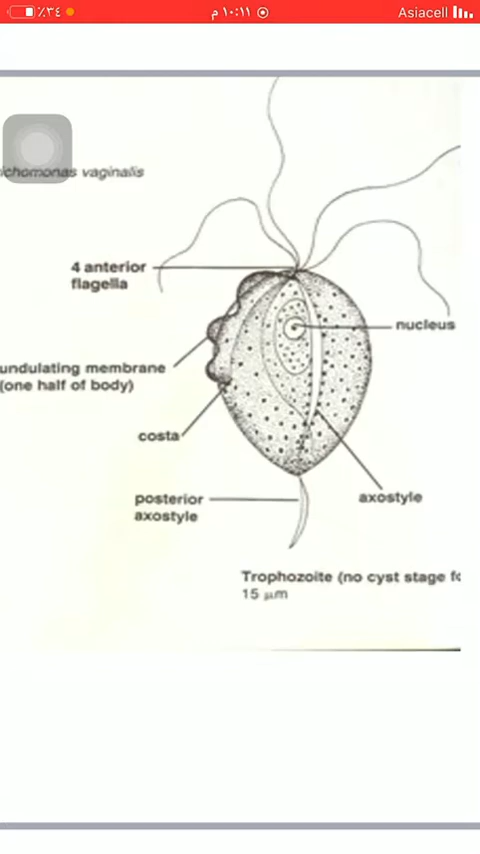 ٪٣٤ ١٠:١١ م Asiacell
ichomonas vaginalis
4 anterior
flagella
nucleus
undulating membrane
(one half of body)
costa
axostyle
posterior
axostyle
Trophozoite (no cyst stage fo
15 µm